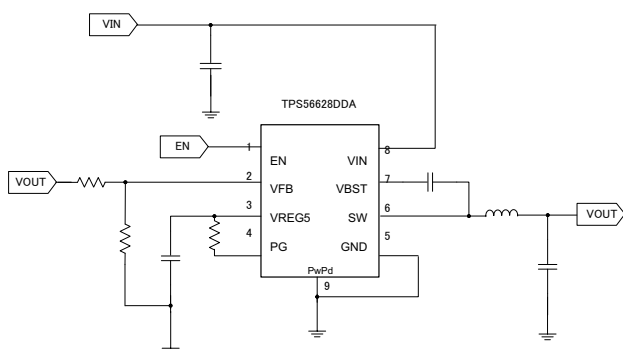 VIN
TPS56628DDA
EN
1
EN
VIN
8
VOUT
2
VFB
VBST
7
3
VREG5
SW
6
VOUT
4
PG
GND
5
PwPd
9